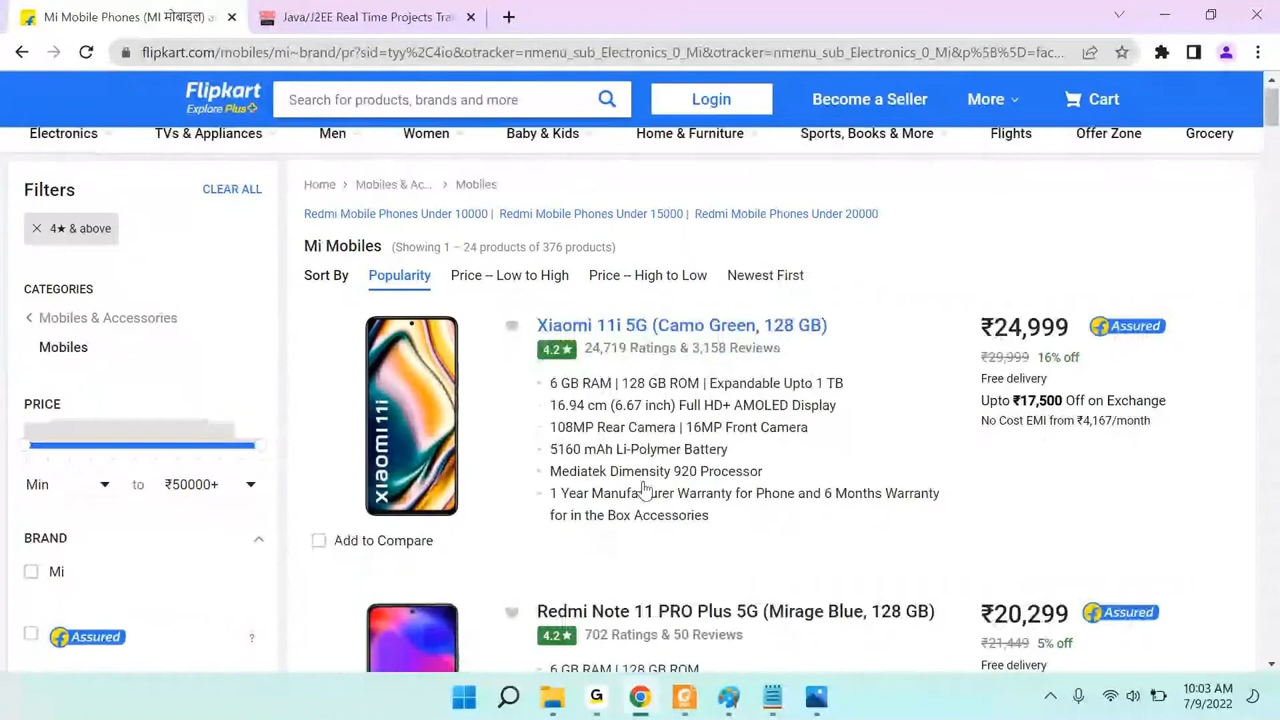 Mi Mobile Phones (MI मोबाइल)
Java/J2EE Real Time Projects Tra
flipkart.com/mobiles/mi~brand/pr?sid=tyy%2C4io&otracker=nmenu_sub_Electronics_0_Mi&otracker=nmenu_sub_Electronics_0_Mi&p%5B%5D=fac...
Flipkart
Explore Plus
Search for products, brands and more
Login
Become a Seller
More
Cart
Electronics
TVs & Appliances
Men
Women
Baby & Kids
Home & Furniture
Sports, Books & More
Flights
Offer Zone
Grocery
Filters
CLEAR ALL
✕ 4★ & above
CATEGORIES
Mobiles & Accessories
Mobiles
PRICE
Min to ₹50000+
BRAND
Mi
Assured
?
Home > Mobiles & Ac... > Mobiles
Redmi Mobile Phones Under 10000 | Redmi Mobile Phones Under 15000 | Redmi Mobile Phones Under 20000
Mi Mobiles (Showing 1 – 24 products of 376 products)
Sort By Popularity Price -- Low to High Price -- High to Low Newest First
xiaomi 11i
Add to Compare
Xiaomi 11i 5G (Camo Green, 128 GB)
4.2★ 24,719 Ratings & 3,158 Reviews
6 GB RAM | 128 GB ROM | Expandable Upto 1 TB
16.94 cm (6.67 inch) Full HD+ AMOLED Display
108MP Rear Camera | 16MP Front Camera
5160 mAh Li-Polymer Battery
Mediatek Dimensity 920 Processor
1 Year Manufacturer Warranty for Phone and 6 Months Warranty
for in the Box Accessories
₹24,999 Assured
₹29,999 16% off
Free delivery
Upto ₹17,500 Off on Exchange
No Cost EMI from ₹4,167/month
Redmi Note 11 PRO Plus 5G (Mirage Blue, 128 GB)
4.2★ 702 Ratings & 50 Reviews
6 GB RAM | 128 GB ROM
₹20,299 Assured
₹21,449 5% off
Free delivery
G
10:03 AM
7/9/2022